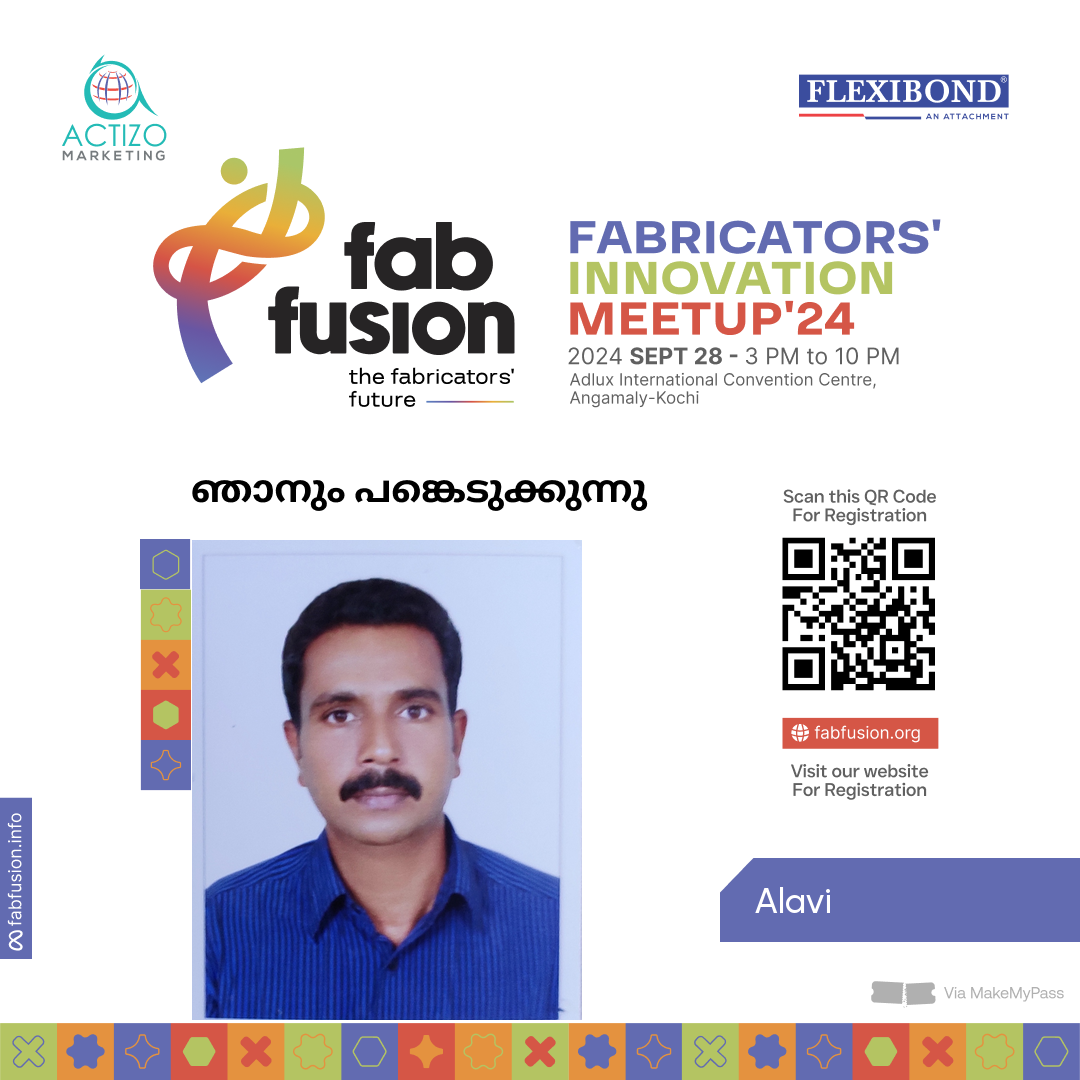 ACTIZO
MARKETING
FLEXIBOND®
AN ATTACHMENT
fab
fusion
the fabricators'
future
FABRICATORS'
INNOVATION
MEETUP'24
2024 SEPT 28 - 3 PM to 10 PM
Adlux International Convention Centre,
Angamaly-Kochi
ഞാനും പങ്കെടുക്കുന്നു
Scan this QR Code
For Registration
fabfusion.org
Visit our website
For Registration
fabfusion.info
Alavi
Via MakeMyPass